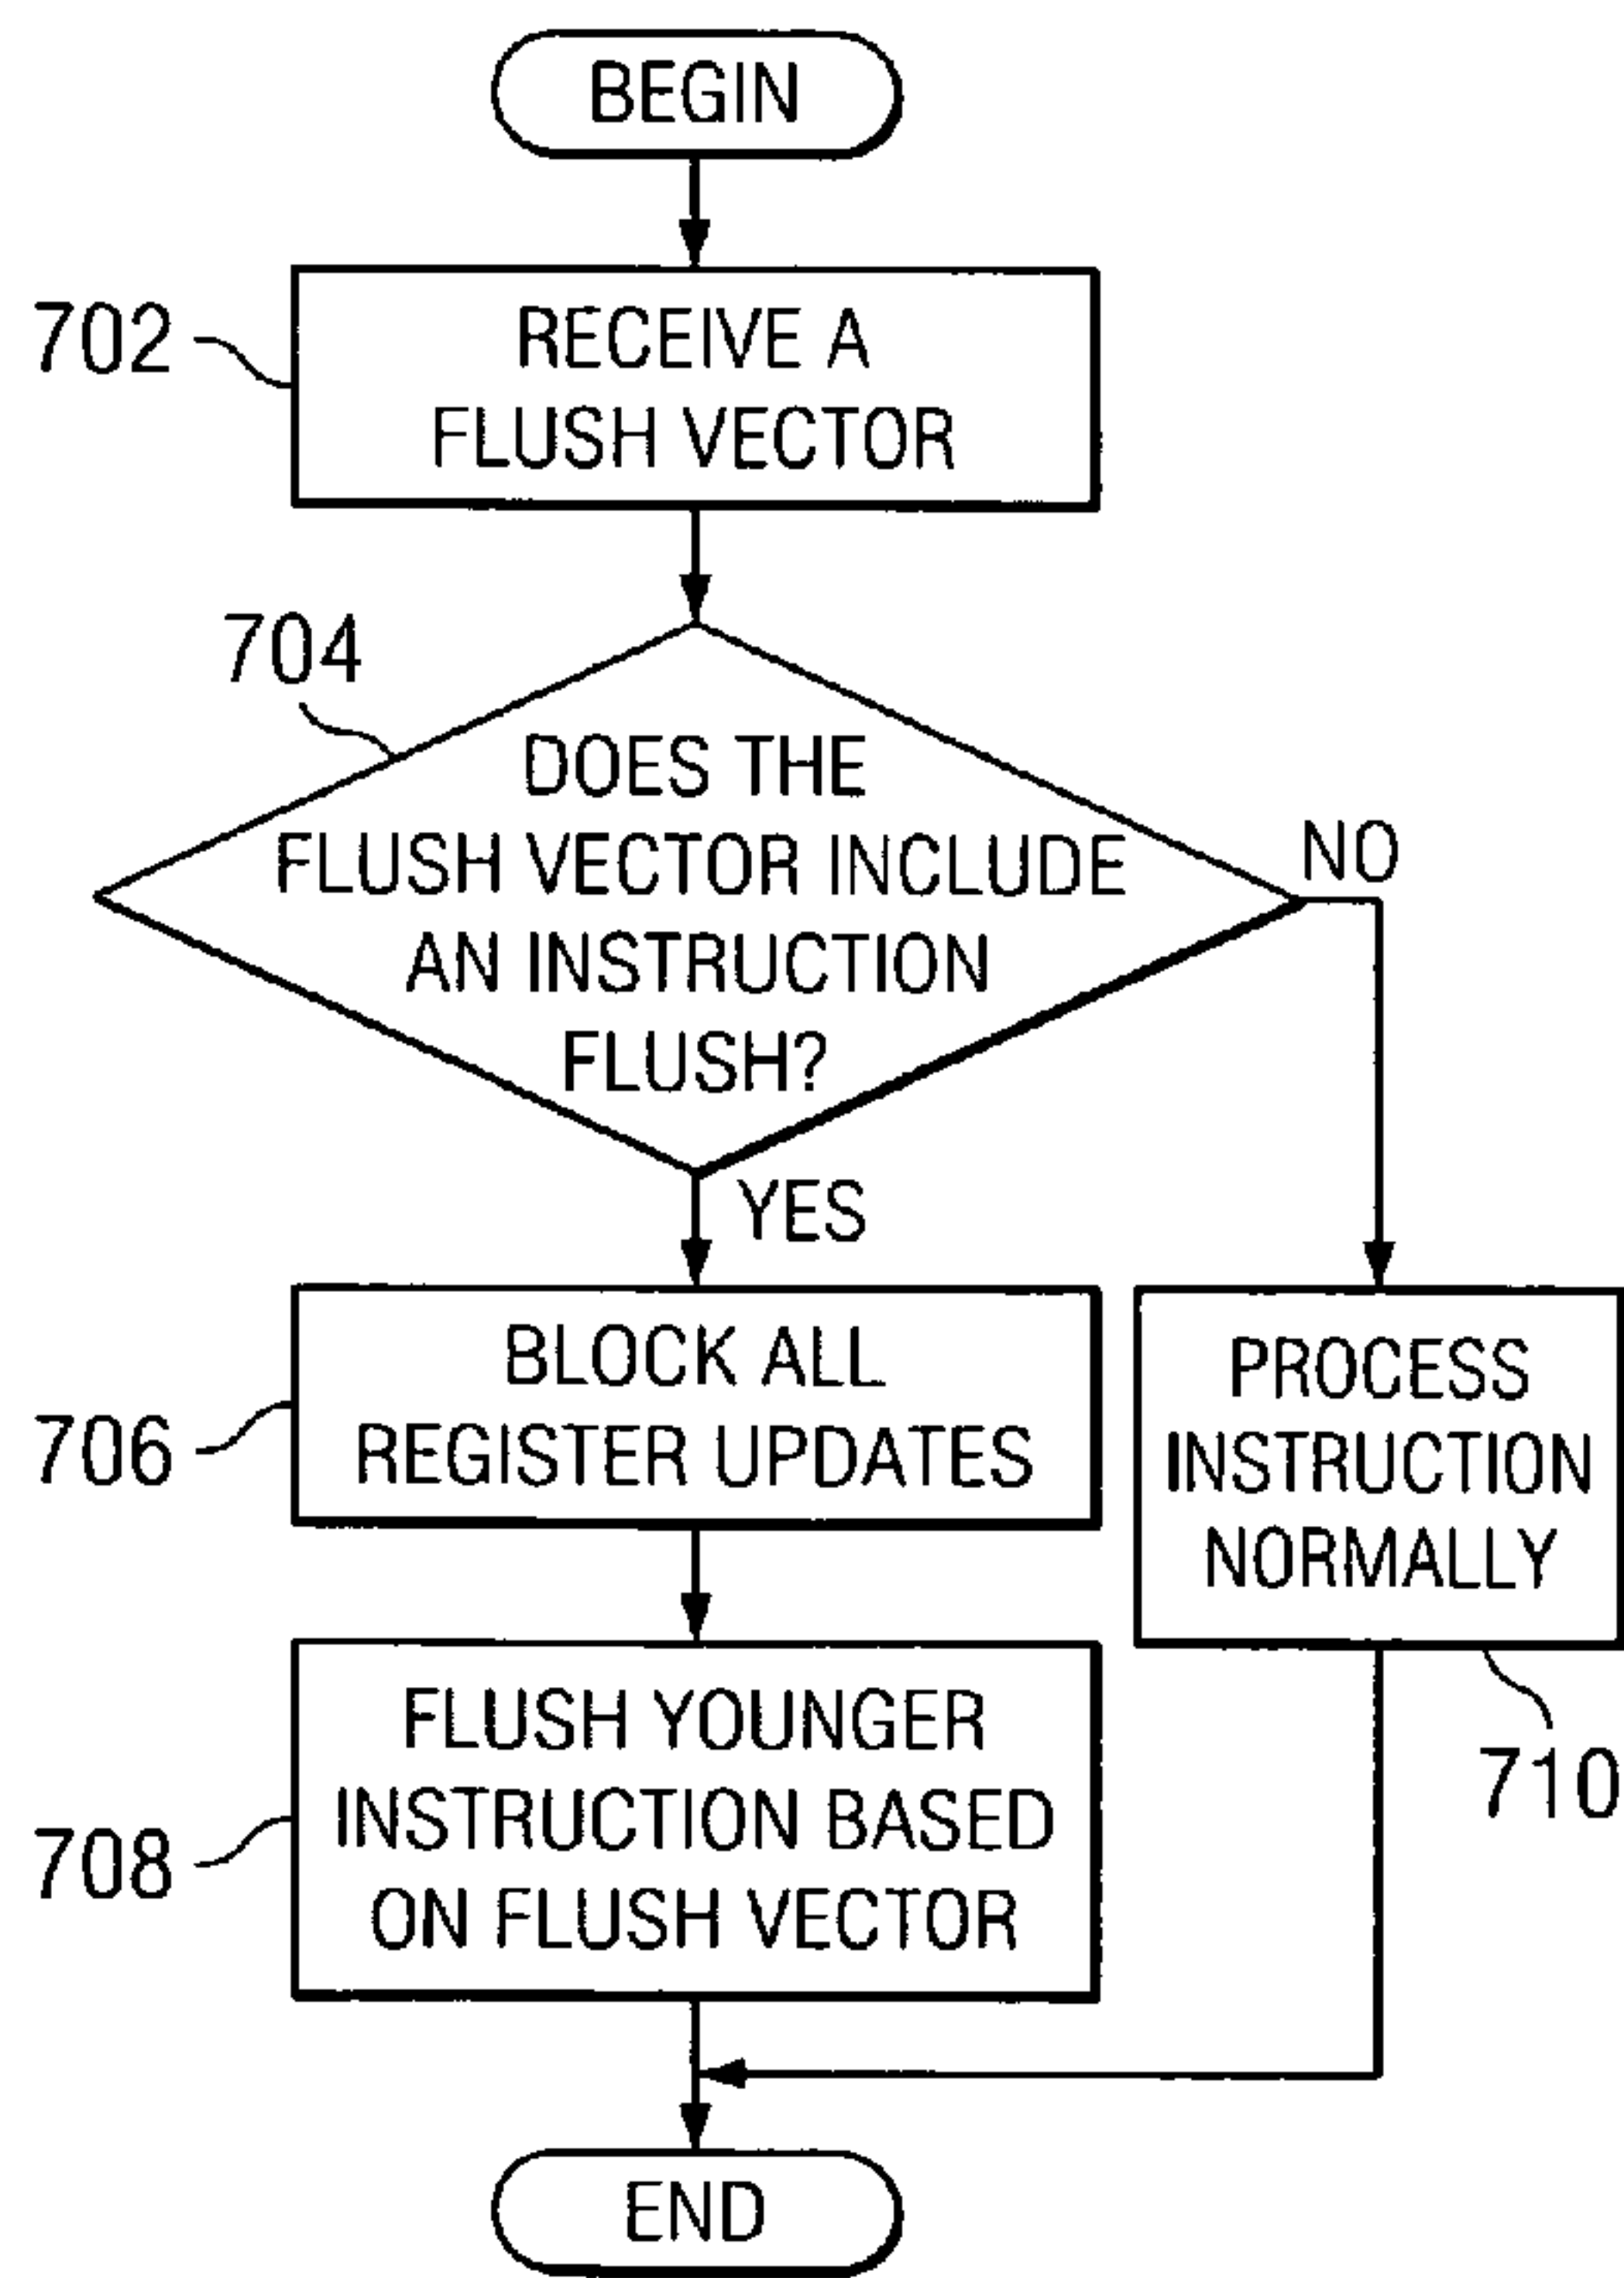 BEGIN
702
RECEIVE A
FLUSH VECTOR
704
DOES THE
FLUSH VECTOR INCLUDE
AN INSTRUCTION
FLUSH?
NO
YES
706
BLOCK ALL
REGISTER UPDATES
PROCESS
INSTRUCTION
NORMALLY
710
708
FLUSH YOUNGER
INSTRUCTION BASED
ON FLUSH VECTOR
END